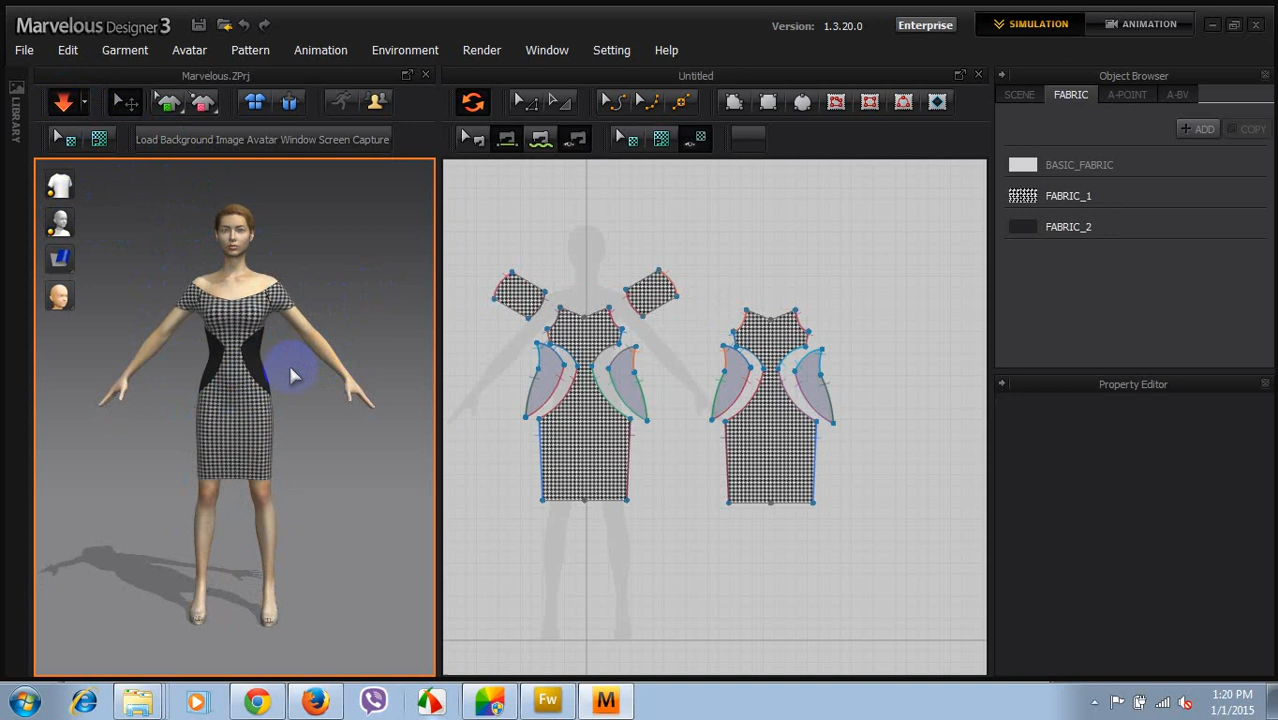 Marvelous Designer 3
Version: 1.3.20.0
Enterprise
SIMULATION
ANIMATION
File Edit Garment Avatar Pattern Animation Environment Render Window Setting Help
Marvelous.ZPrj
Untitled
Object Browser
LIBRARY
SCENE FABRIC A-POINT A-BV
ADD COPY
Load Background Image Avatar Window Screen Capture
BASIC_FABRIC
FABRIC_1
FABRIC_2
Property Editor
Fw
M
1:20 PM
1/1/2015